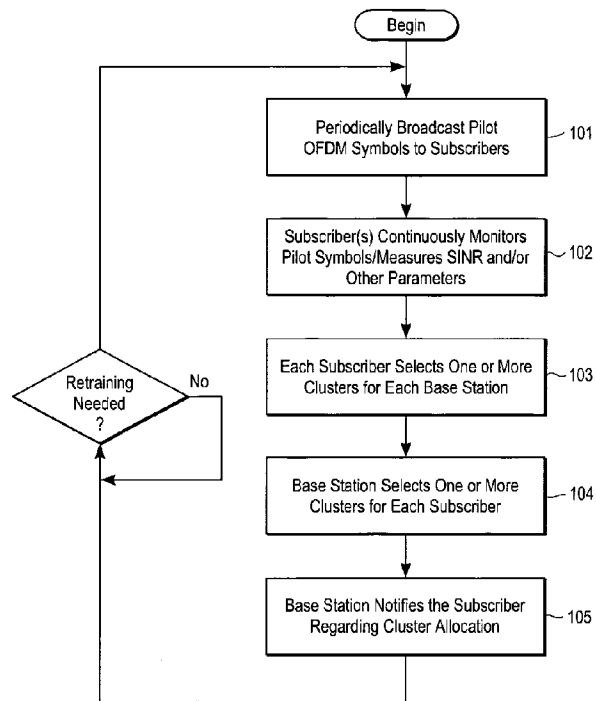 Begin
Periodically Broadcast Pilot
OFDM Symbols to Subscribers
101
Subscriber(s) Continuously Monitors
Pilot Symbols/Measures SINR and/or
Other Parameters
102
Each Subscriber Selects One or More
Clusters for Each Base Station
103
Retraining
Needed
?
No
Base Station Selects One or More
Clusters for Each Subscriber
104
Base Station Notifies the Subscriber
Regarding Cluster Allocation
105